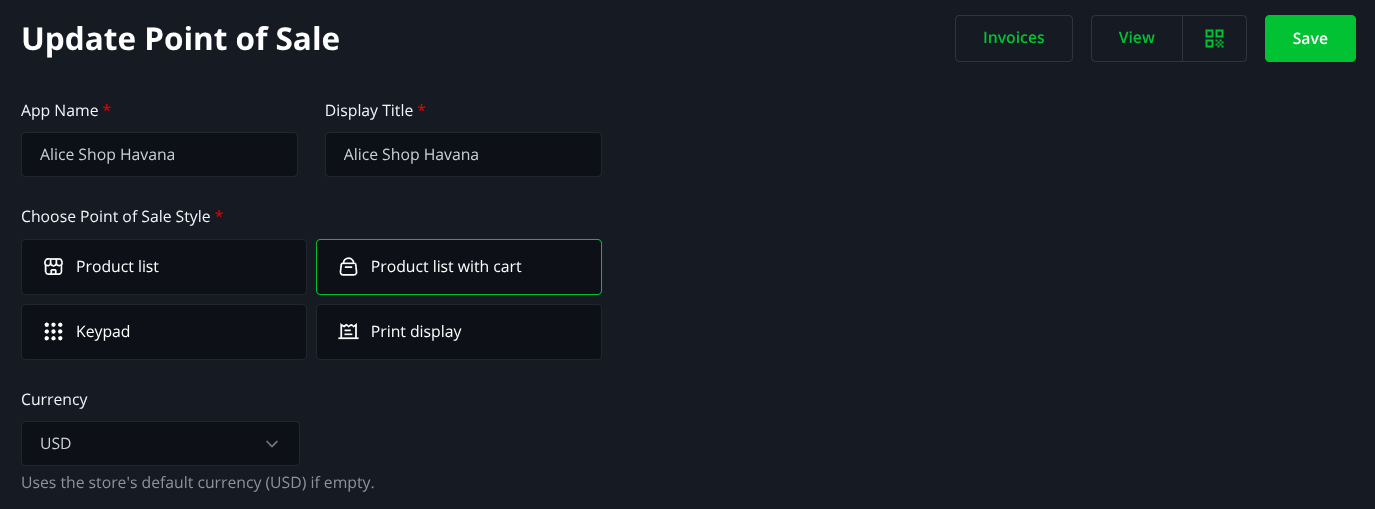 Update Point of Sale
Invoices
View
Save
App Name *
Display Title *
Alice Shop Havana
Alice Shop Havana
Choose Point of Sale Style *
Product list
Product list with cart
Keypad
Print display
Currency
USD
Uses the store's default currency (USD) if empty.